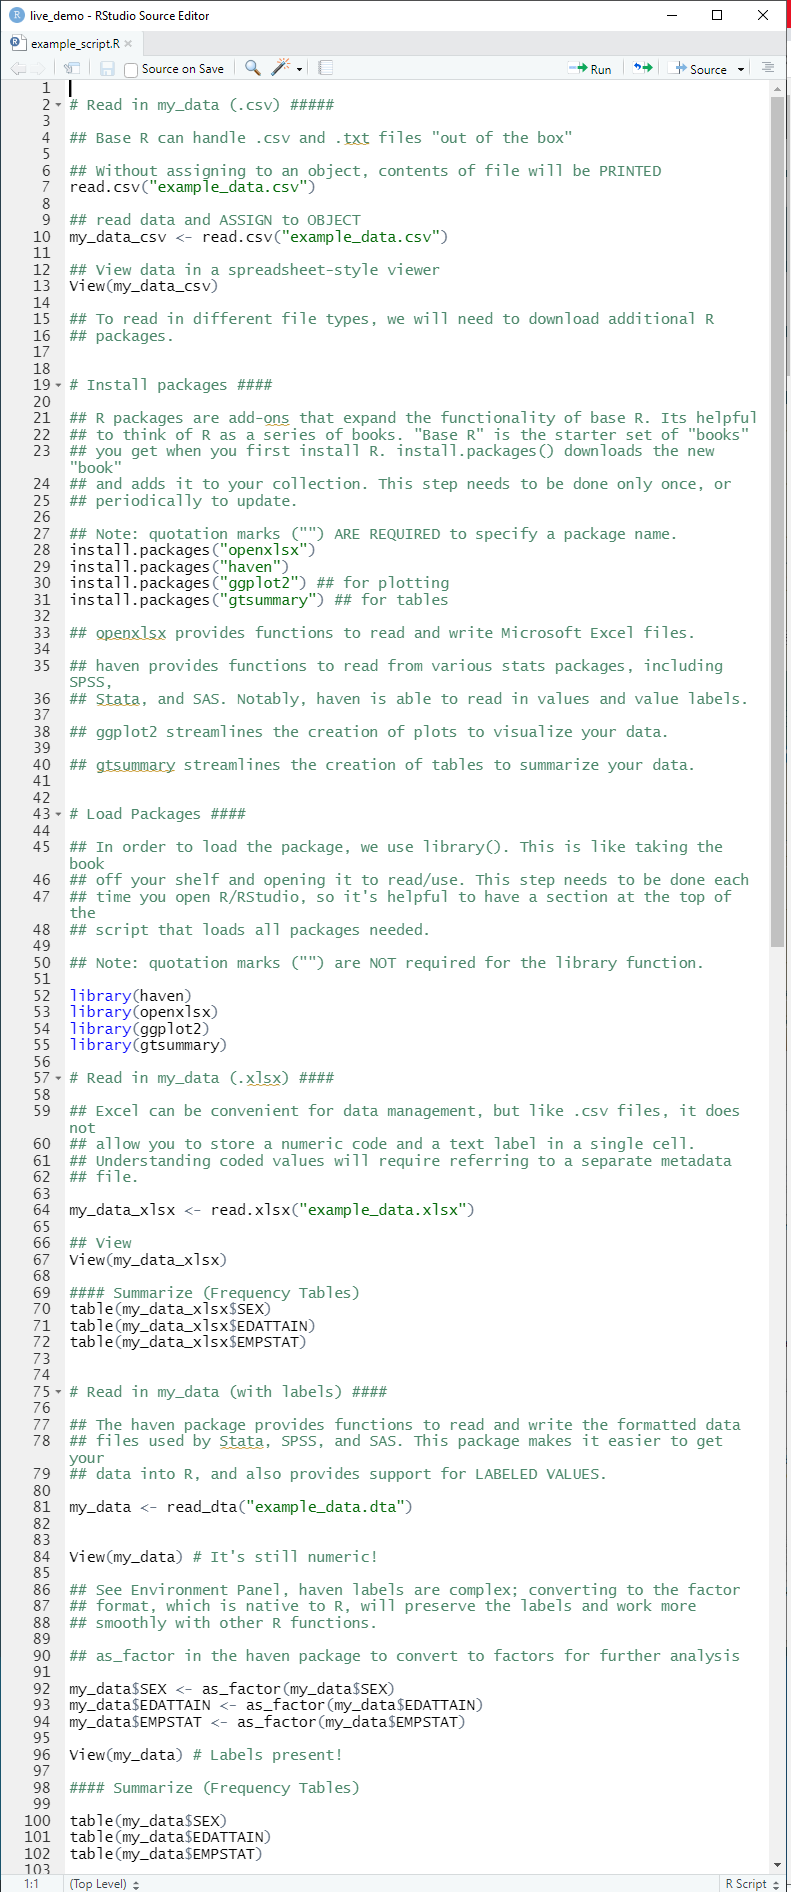 live_demo - RStudio Source Editor
example_script.R
Source on Save
Run
Source
1
2 # Read in my_data (.csv) #####
3
4 ## Base R can handle .csv and .txt files "out of the box"
5
6 ## Without assigning to an object, contents of file will be PRINTED
7 read.csv("example_data.csv")
8
9 ## read data and ASSIGN to OBJECT
10 my_data_csv <- read.csv("example_data.csv")
11
12 ## View data in a spreadsheet-style viewer
13 View(my_data_csv)
14
15 ## To read in different file types, we will need to download additional R
16 ## packages.
17
18
19 # Install packages ####
20
21 ## R packages are add-ons that expand the functionality of base R. Its helpful
22 ## to think of R as a series of books. "Base R" is the starter set of "books"
23 ## you get when you first install R. install.packages() downloads the new
"book"
24 ## and adds it to your collection. This step needs to be done only once, or
25 ## periodically to update.
26
27 ## Note: quotation marks ("") ARE REQUIRED to specify a package name.
28 install.packages("openxlsx")
29 install.packages("haven")
30 install.packages("ggplot2") ## for plotting
31 install.packages("gtsummary") ## for tables
32
33 ## openxlsx provides functions to read and write Microsoft Excel files.
34
35 ## haven provides functions to read from various stats packages, including
SPSS,
36 ## Stata, and SAS. Notably, haven is able to read in values and value labels.
37
38 ## ggplot2 streamlines the creation of plots to visualize your data.
39
40 ## gtsummary streamlines the creation of tables to summarize your data.
41
42
43 # Load Packages ####
44
45 ## In order to load the package, we use library(). This is like taking the
book
46 ## off your shelf and opening it to read/use. This step needs to be done each
47 ## time you open R/RStudio, so it's helpful to have a section at the top of
the
48 ## script that loads all packages needed.
49
50 ## Note: quotation marks ("") are NOT required for the library function.
51
52 library(haven)
53 library(openxlsx)
54 library(ggplot2)
55 library(gtsummary)
56
57 # Read in my_data (.xlsx) ####
58
59 ## Excel can be convenient for data management, but like .csv files, it does
not
60 ## allow you to store a numeric code and a text label in a single cell.
61 ## Understanding coded values will require referring to a separate metadata
62 ## file.
63
64 my_data_xlsx <- read.xlsx("example_data.xlsx")
65
66 ## View
67 View(my_data_xlsx)
68
69 #### Summarize (Frequency Tables)
70 table(my_data_xlsx$SEX)
71 table(my_data_xlsx$EDATTAIN)
72 table(my_data_xlsx$EMPSTAT)
73
74
75 # Read in my_data (with labels) ####
76
77 ## The haven package provides functions to read and write the formatted data
78 ## files used by Stata, SPSS, and SAS. This package makes it easier to get
your
79 ## data into R, and also provides support for LABELED VALUES.
80
81 my_data <- read_dta("example_data.dta")
82
83
84 View(my_data) # It's still numeric!
85
86 ## See Environment Panel, haven labels are complex; converting to the factor
87 ## format, which is native to R, will preserve the labels and work more
88 ## smoothly with other R functions.
89
90 ## as_factor in the haven package to convert to factors for further analysis
91
92 my_data$SEX <- as_factor(my_data$SEX)
93 my_data$EDATTAIN <- as_factor(my_data$EDATTAIN)
94 my_data$EMPSTAT <- as_factor(my_data$EMPSTAT)
95
96 View(my_data) # Labels present!
97
98 #### Summarize (Frequency Tables)
99
100 table(my_data$SEX)
101 table(my_data$EDATTAIN)
102 table(my_data$EMPSTAT)
103
1:1 (Top Level) R Script